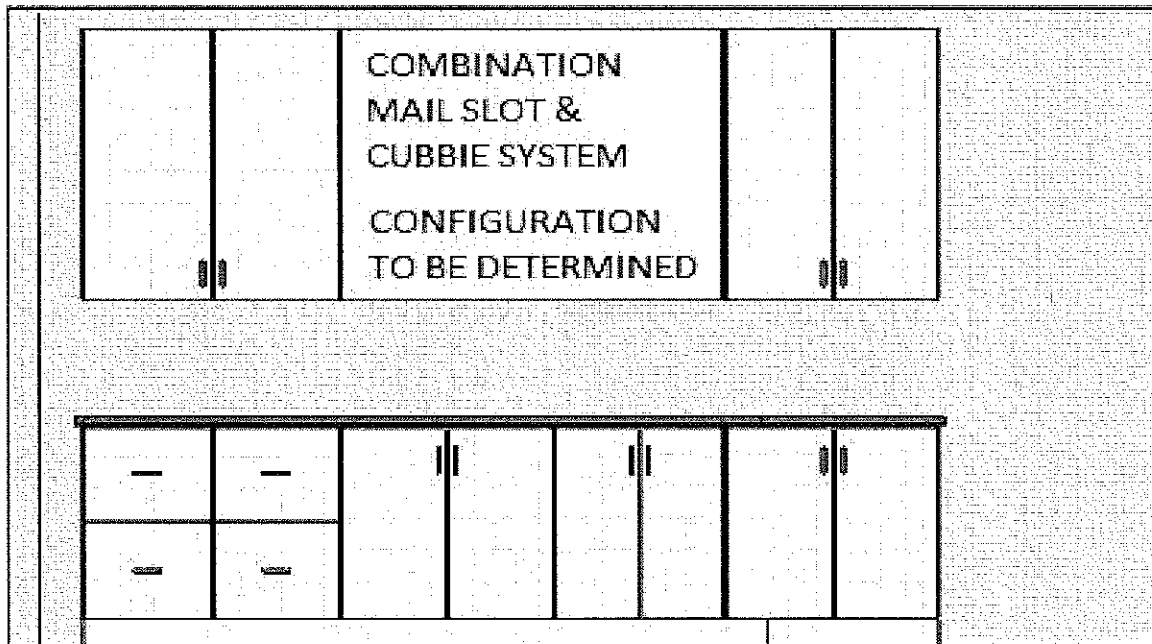 COMBINATION
MAIL SLOT &
CUBBIE SYSTEM
CONFIGURATION
TO BE DETERMINED